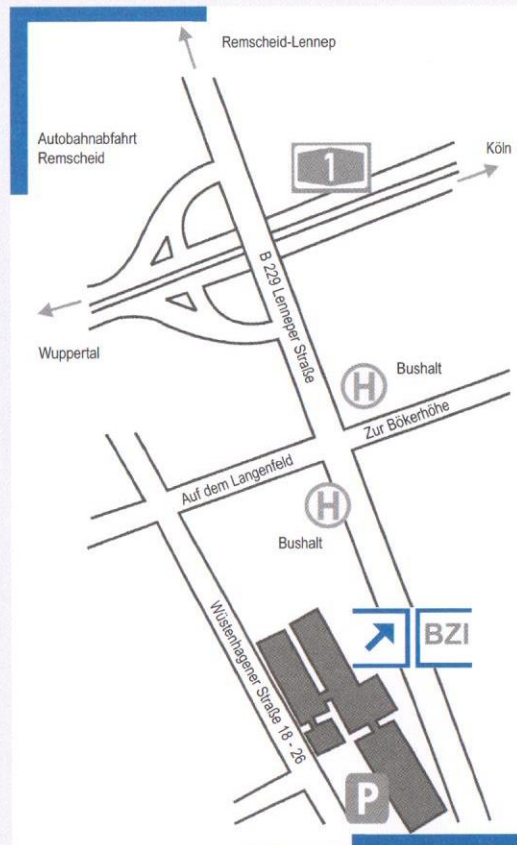 Remscheid-Lennep
Autobahnabfahrt
Remscheid
1
Köln
B 229 Lenneper Straße
Wuppertal
H
Bushalt
Zur Bökerhöhe
Auf dem Langenfeld
H
Bushalt
Wüstenhagener Straße 18 - 26
BZI
P